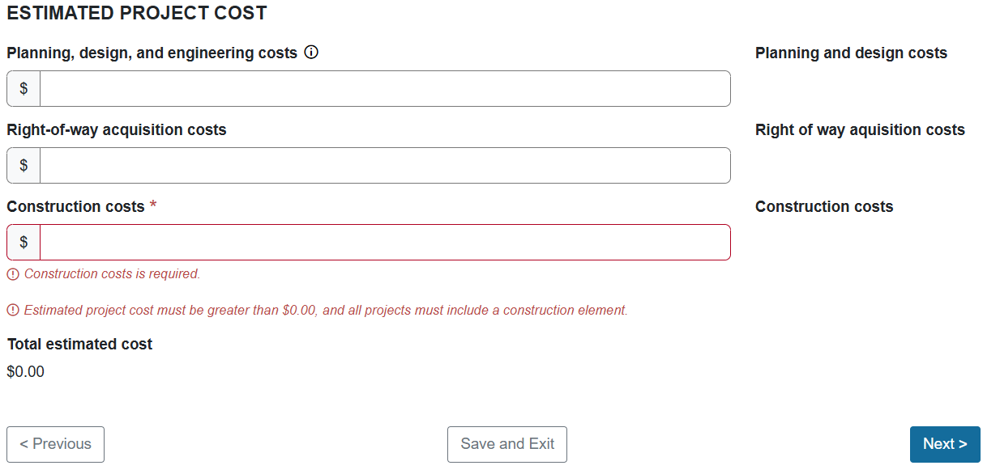 ESTIMATED PROJECT COST
Planning, design, and engineering costs
Planning and design costs
$
Right-of-way acquisition costs
Right of way aquisition costs
$
Construction costs *
Construction costs
$
Construction costs is required.
Estimated project cost must be greater than $0.00, and all projects must include a construction element.
Total estimated cost
$0.00
< Previous
Save and Exit
Next >